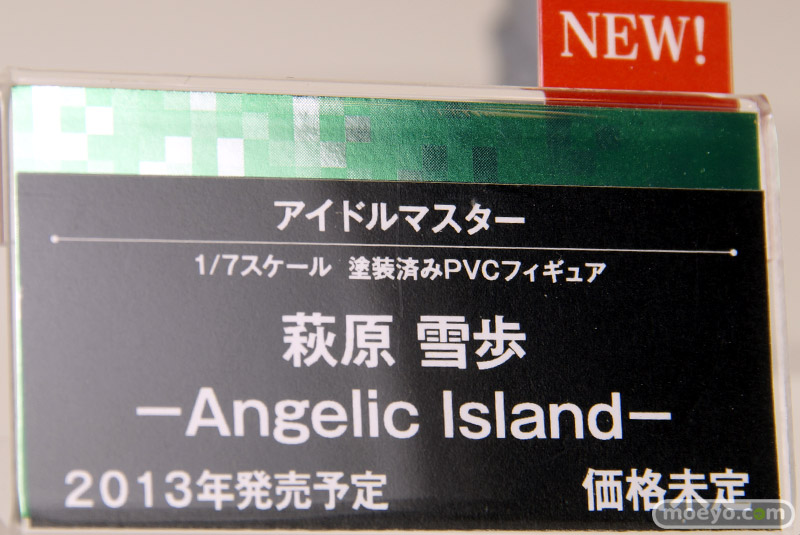 NEW!
アイドルマスター
1/7スケール 塗装済みPVCフィギュア
萩原 雪歩
−Angelic Island−
2013年発売予定 価格未定
moeyo.com